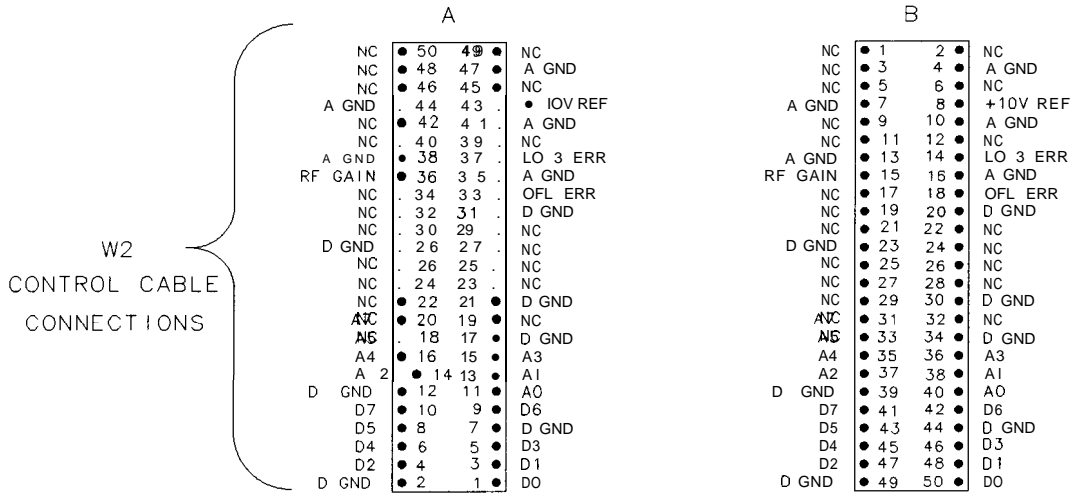 A
B
NC 50 49 NC
NC 48 47 A GND
NC 46 45 NC
A GND 44 43 IOV REF
NC 42 41 A GND
NC 40 39 NC
A GND 38 37 LO 3 ERR
RF GAIN 36 35 A GND
NC 34 33 OFL ERR
NC 32 31 D GND
NC 30 29 NC
D GND 26 27 NC
NC 26 25 NC
NC 24 23 NC
NC 22 21 D GND
20 19 NC
18 17 D GND
A4 16 15 A3
A 2 14 13 AI
D GND 12 11 A0
D7 10 9 D6
D5 8 7 D GND
D4 6 5 D3
D2 4 3 D1
D GND 2 1 D0
W2
CONTROL CABLE
CONNECTIONS
NC 1 2 NC
NC 3 4 A GND
NC 5 6 NC
A GND 7 8 +10V REF
NC 9 10 A GND
NC 11 12 NC
A GND 13 14 LO 3 ERR
RF GAIN 15 16 A GND
NC 17 18 OFL ERR
NC 19 20 D GND
NC 21 22 NC
D GND 23 24 NC
NC 25 26 NC
NC 27 28 NC
NC 29 30 D GND
31 32 NC
33 34 D GND
A4 35 36 A3
A2 37 38 AI
D GND 39 40 A0
D7 41 42 D6
D5 43 44 D GND
D4 45 46 D3
D2 47 48 D1
D GND 49 50 D0